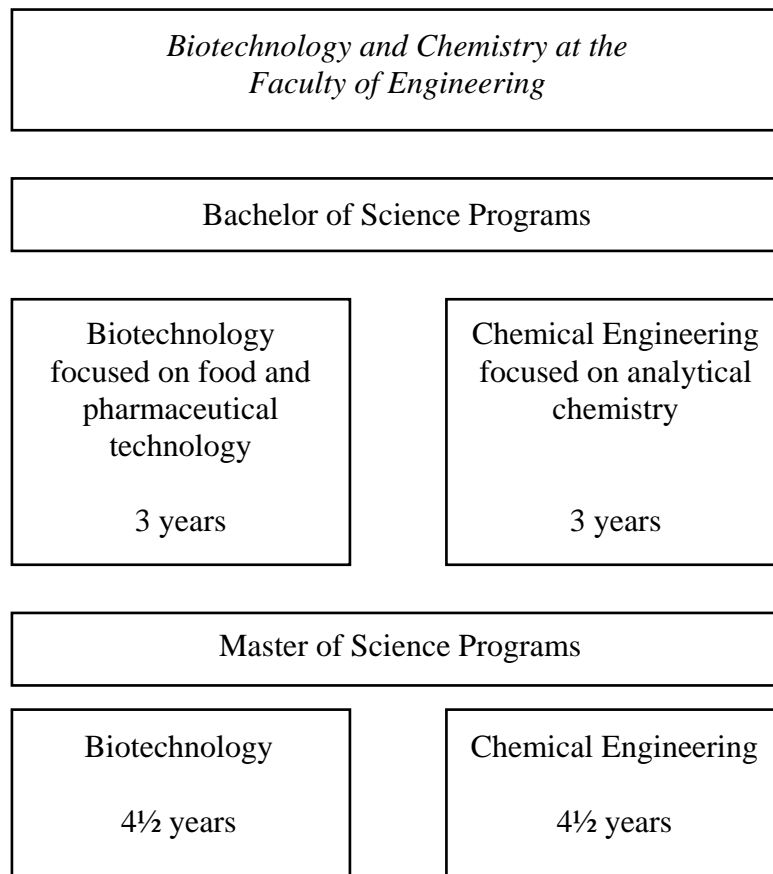 Biotechnology and Chemistry at the
Faculty of Engineering
Bachelor of Science Programs
Biotechnology
focused on food and
pharmaceutical
technology
3 years
Chemical Engineering
focused on analytical
chemistry
3 years
Master of Science Programs
Biotechnology
4½ years
Chemical Engineering
4½ years